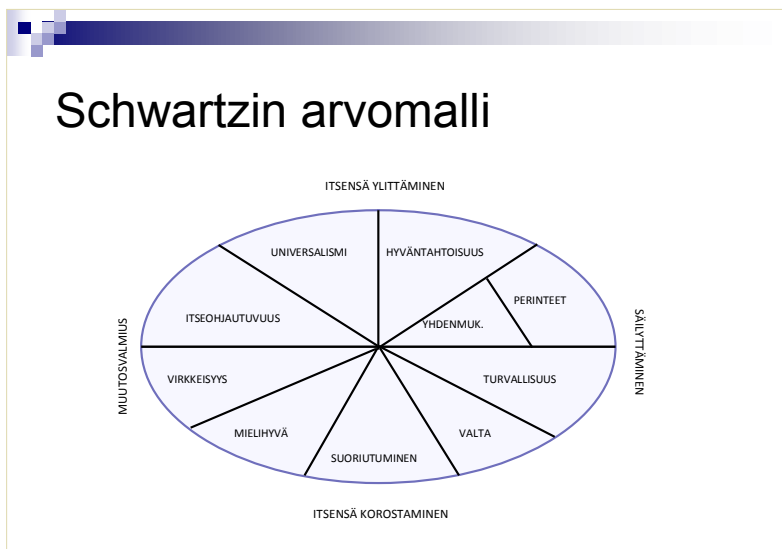 Schwartzin arvomalli
ITSENSÄ YLITTÄMINEN
UNIVERSALISMI
HYVÄNTAHTOISUUS
PERINTEET
ITSEOHJAUTUVUUS
YHDENMUK.
MUUTOSVALMIUS
SÄILYTTÄMINEN
VIRKKEISYYS
TURVALLISUUS
MIELIHYVÄ
VALTA
SUORIUTUMINEN
ITSENSÄ KOROSTAMINEN